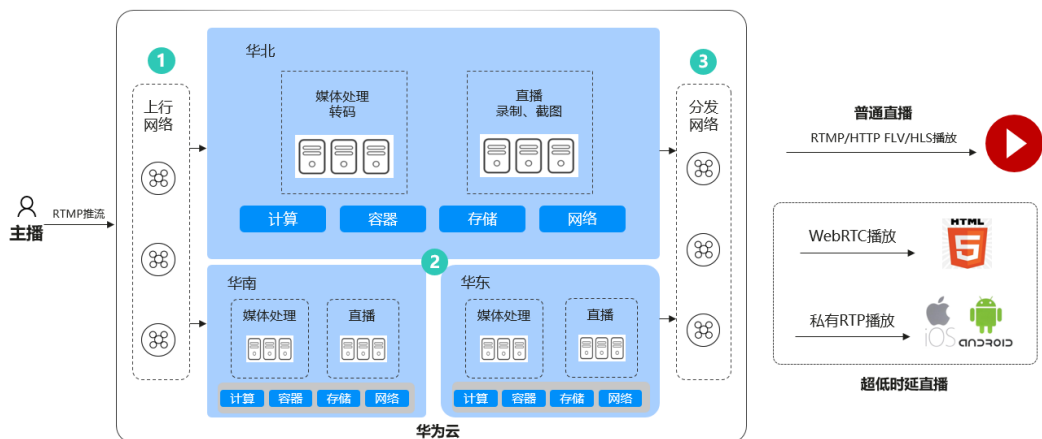 主播
RTMP推流
1
上行
网络
华北
媒体处理
转码
直播
录制、截图
计算
容器
存储
网络
2
华南
媒体处理
直播
计算
容器
存储
网络
华东
媒体处理
直播
计算
容器
存储
网络
3
分发
网络
华为云
普通直播
RTMP/HTTP FLV/HLS播放
WebRTC播放
HTML
5
私有RTP播放
iOS
ANDROID
超低时延直播